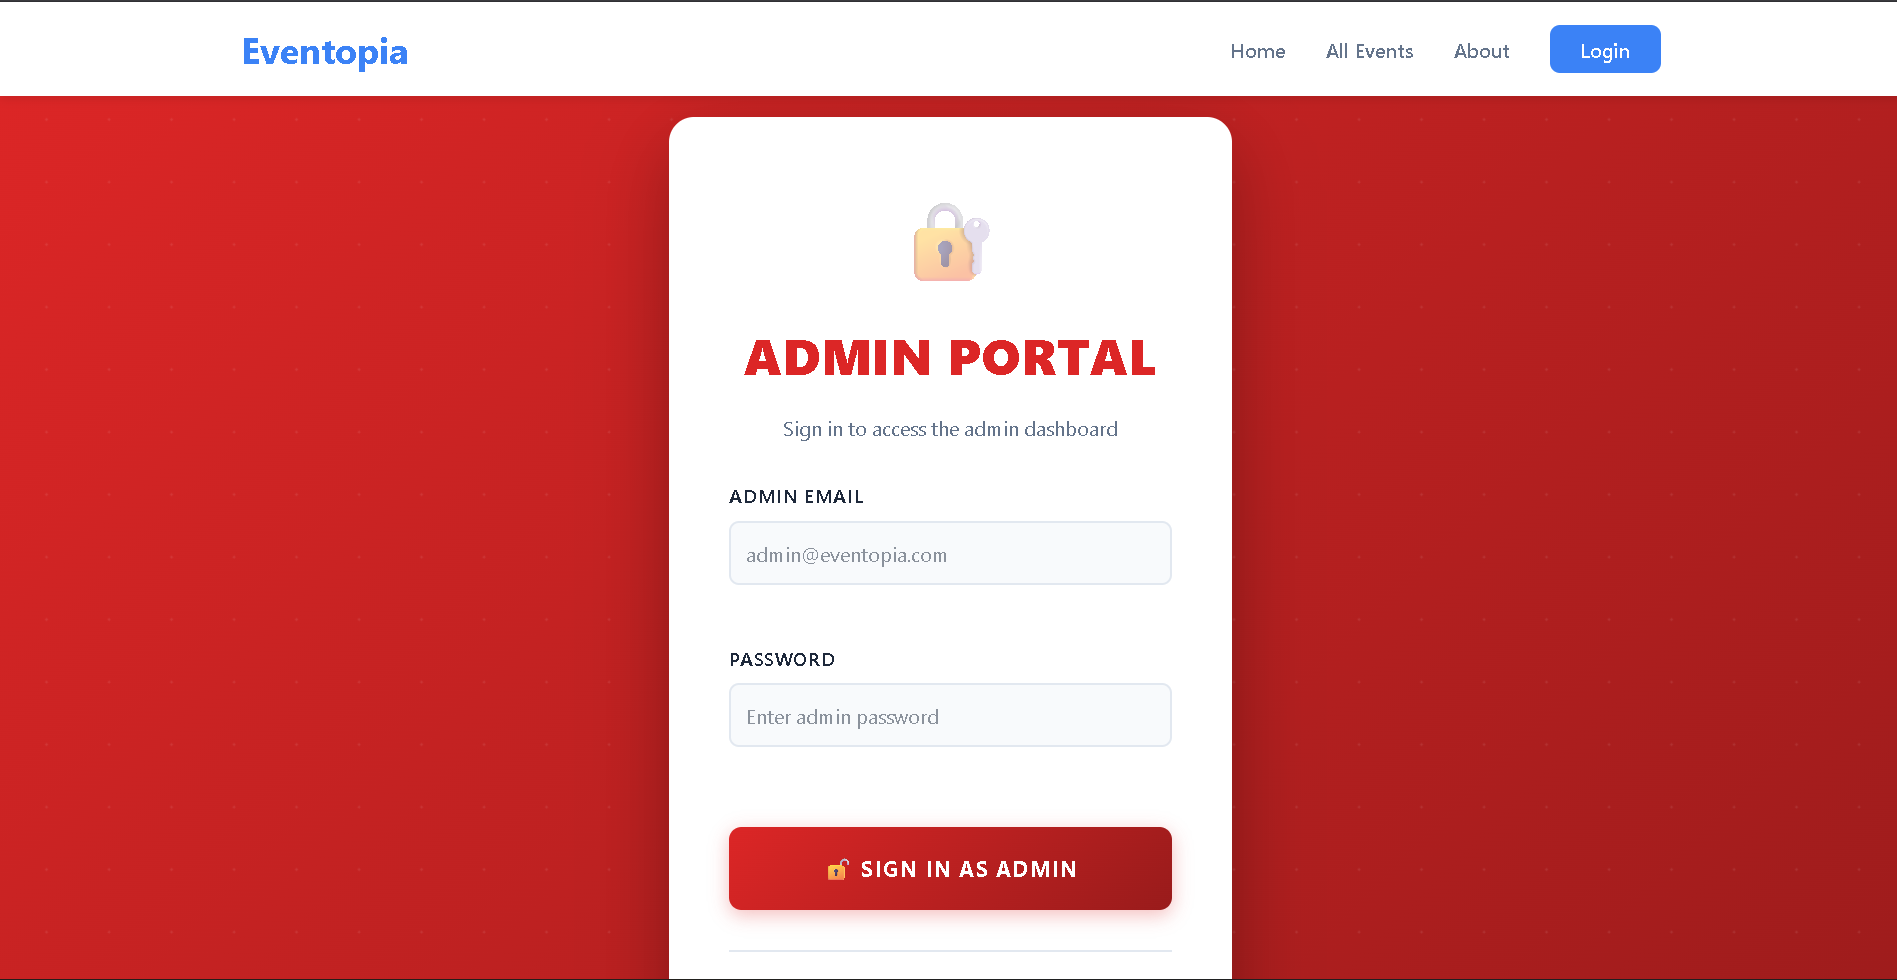 Eventopia
Home
All Events
About
Login
ADMIN PORTAL
Sign in to access the admin dashboard
ADMIN EMAIL
admin@eventopia.com
PASSWORD
Enter admin password
SIGN IN AS ADMIN